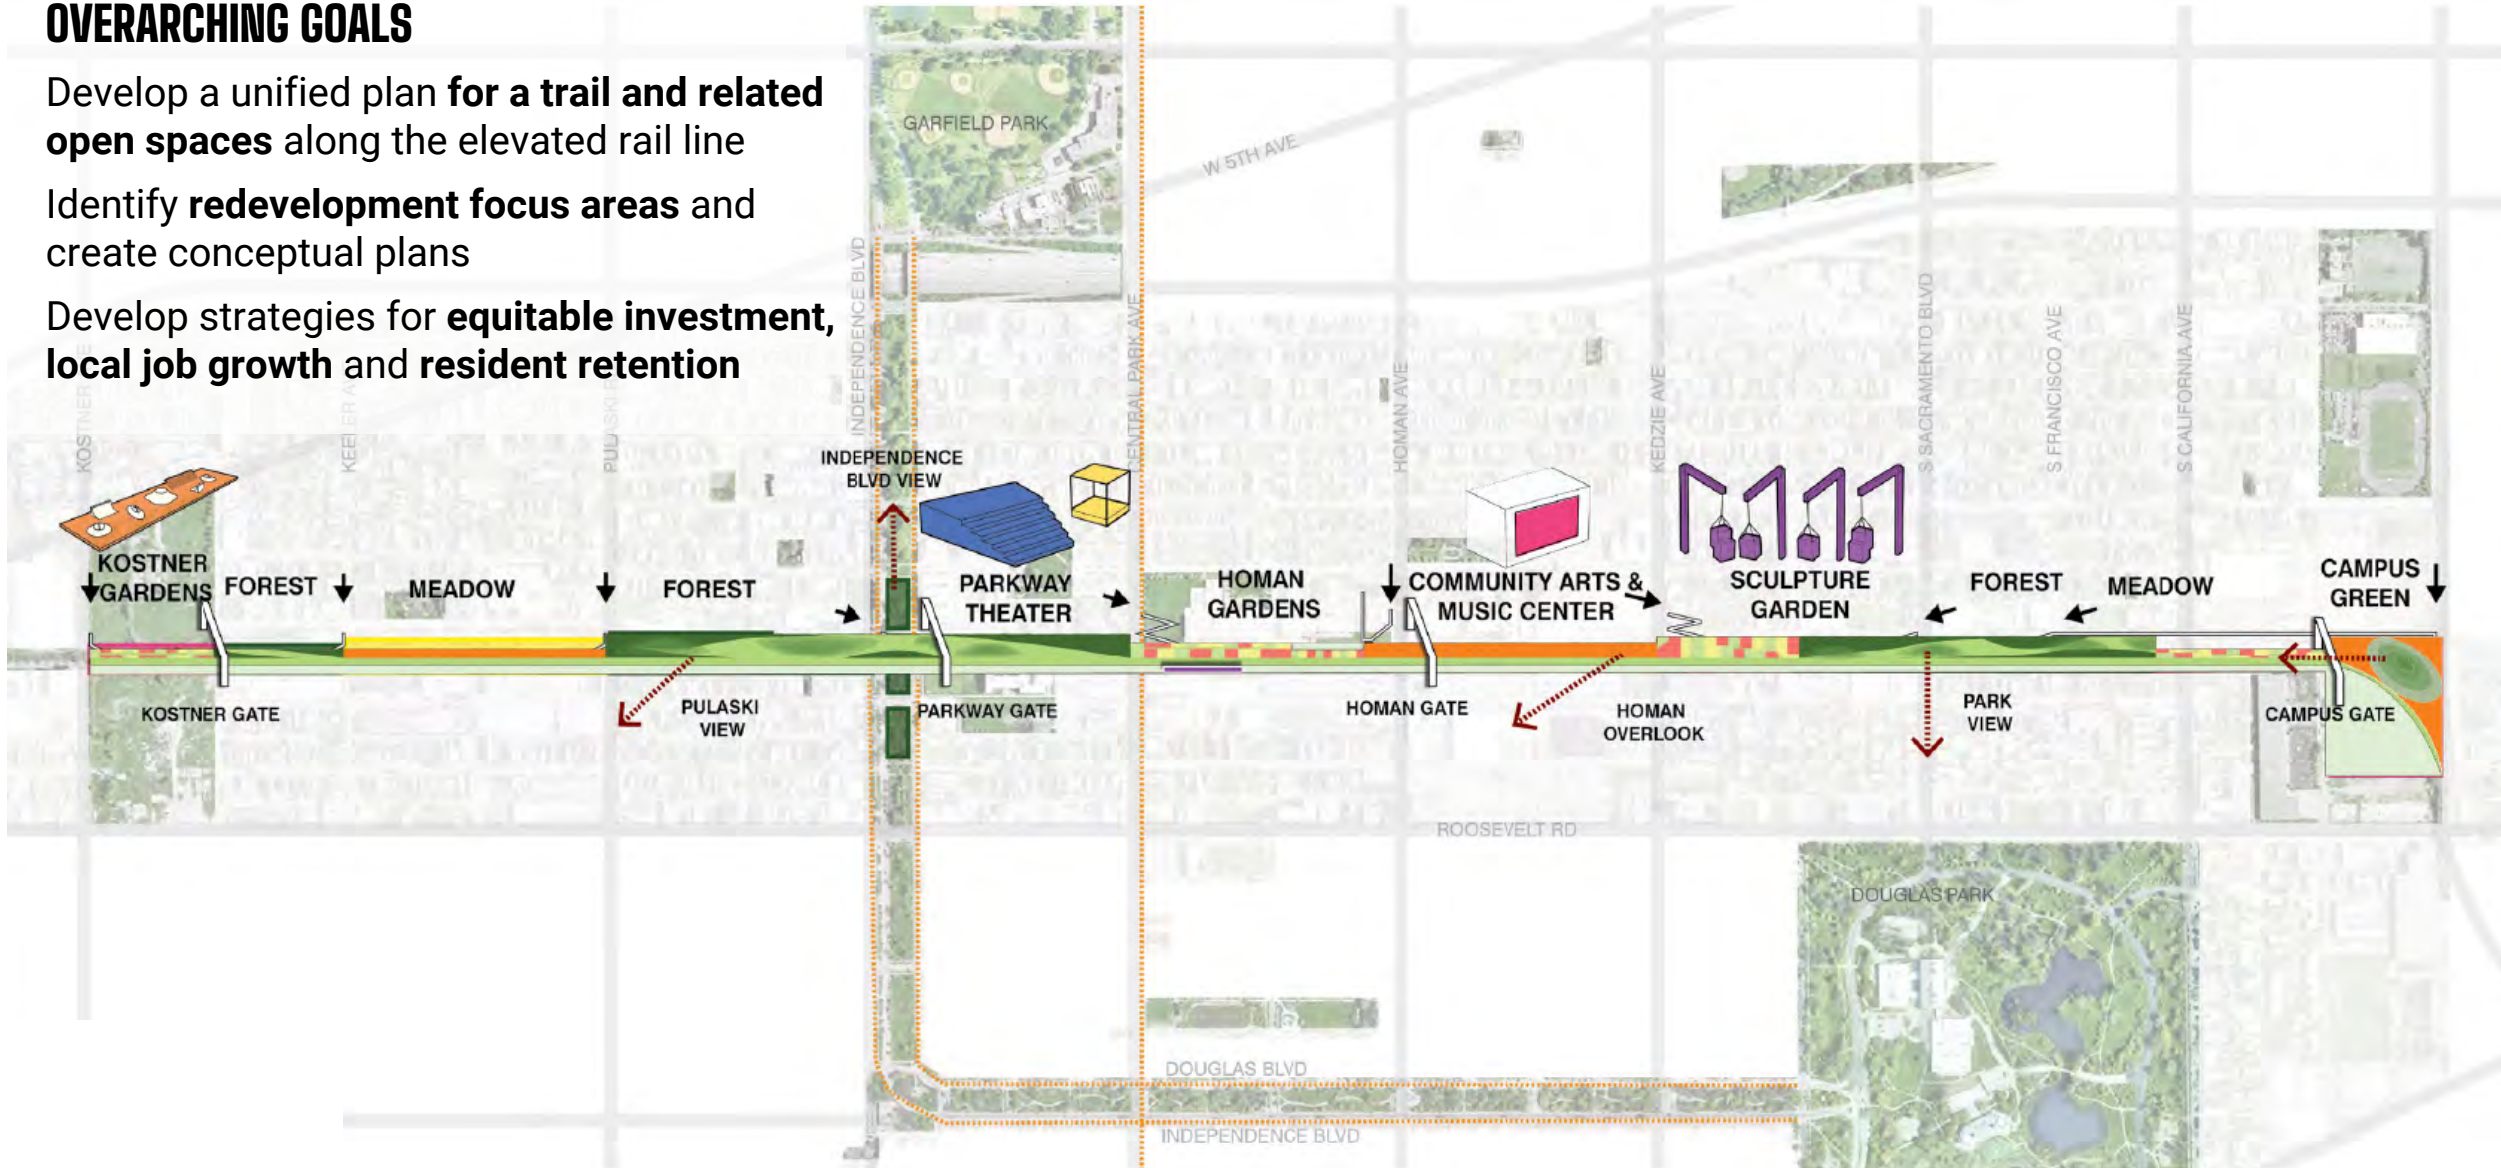 OVERARCHING GOALS
Develop a unified plan for a trail and related
open spaces along the elevated rail line
Identify redevelopment focus areas and
create conceptual plans
Develop strategies for equitable investment,
local job growth and resident retention
GARFIELD PARK
W 5TH AVE
KOSTNER
INDEPENDENCE BLVD
CENTRAL PARK AVE
HOMAN AVE
KEDZIE AVE
S SACRAMENTO BLVD
S FRANCISCO AVE
S CALIFORNIA AVE
INDEPENDENCE
BLVD VIEW
KOSTNER
GARDENS
FOREST
MEADOW
FOREST
PARKWAY
THEATER
HOMAN
GARDENS
COMMUNITY ARTS &
MUSIC CENTER
SCULPTURE
GARDEN
FOREST
MEADOW
CAMPUS
GREEN
KOSTNER GATE
PULASKI
VIEW
PARKWAY GATE
HOMAN GATE
HOMAN
OVERLOOK
PARK
VIEW
CAMPUS GATE
ROOSEVELT RD
DOUGLAS PARK
DOUGLAS BLVD
INDEPENDENCE BLVD